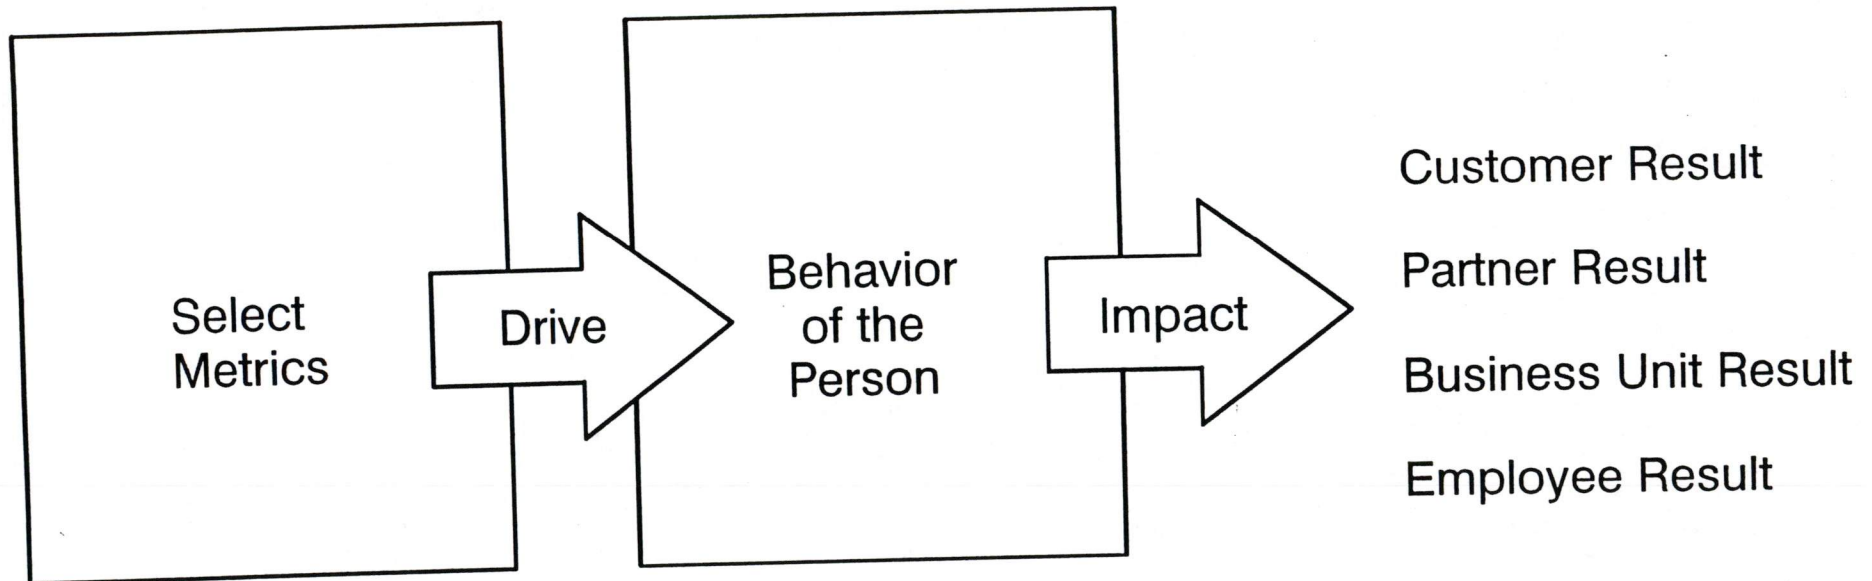 Select
Metrics
Drive
Behavior
of the
Person
Impact
Customer Result
Partner Result
Business Unit Result
Employee Result